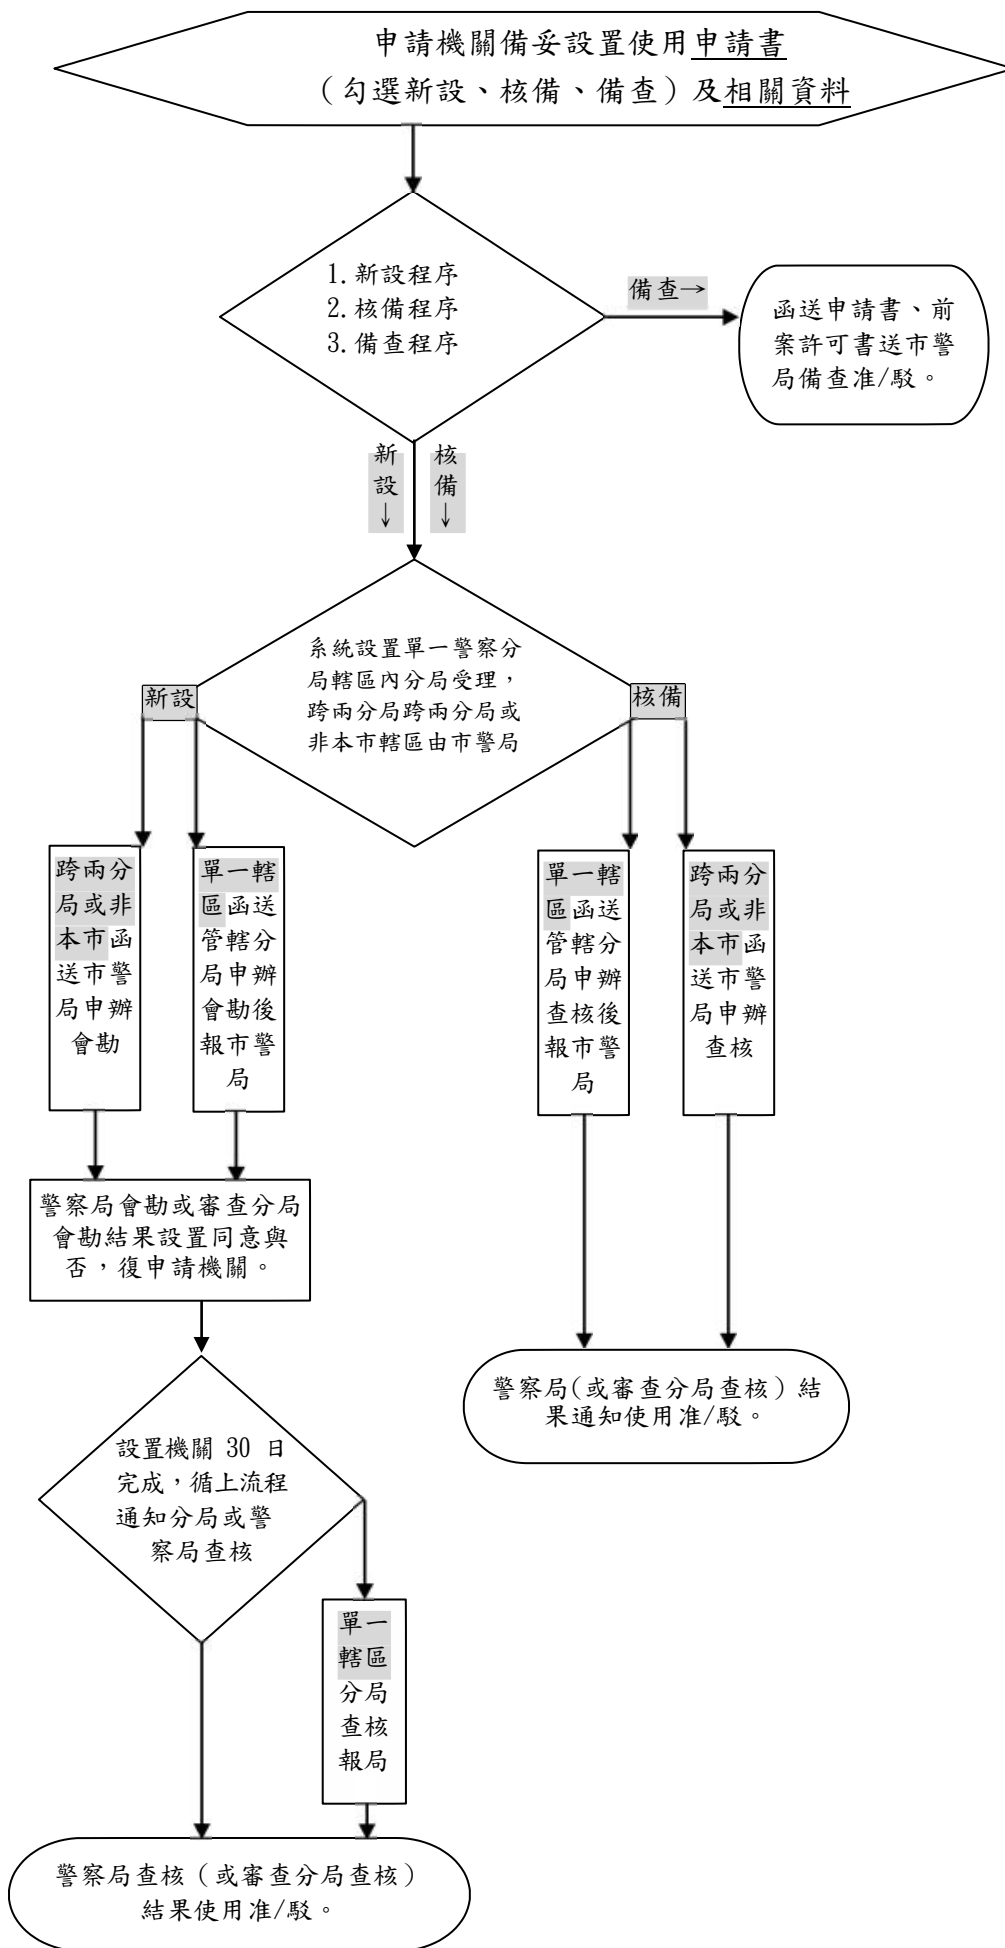 申請機關備妥設置使用申請書
（勾選新設、核備、備查）及相關資料
1.新設程序
2.核備程序
3.備查程序
備查→
函送申請書、前
案許可書送市警
局備查准/駁。
新
設
↓
核
備
↓
系統設置單一警察分
局轄區內分局受理，
跨兩分局跨兩分局或
非本市轄區由市警局
新設
核備
跨兩分
局或非
本市函
送市警
局申辦
會勘
單一轄
區函送
管轄分
局申辦
會勘後
報市警
局
單一轄
區函送
管轄分
局申辦
查核後
報市警
局
跨兩分
局或非
本市函
送市警
局申辦
查核
警察局會勘或審查分局
會勘結果設置同意與
否，復申請機關。
警察局(或審查分局查核）結
果通知使用准/駁。
設置機關 30 日
完成，循上流程
通知分局或警
察局查核
單一
轄區
分局
查核
報局
警察局查核（或審查分局查核）
結果使用准/駁。